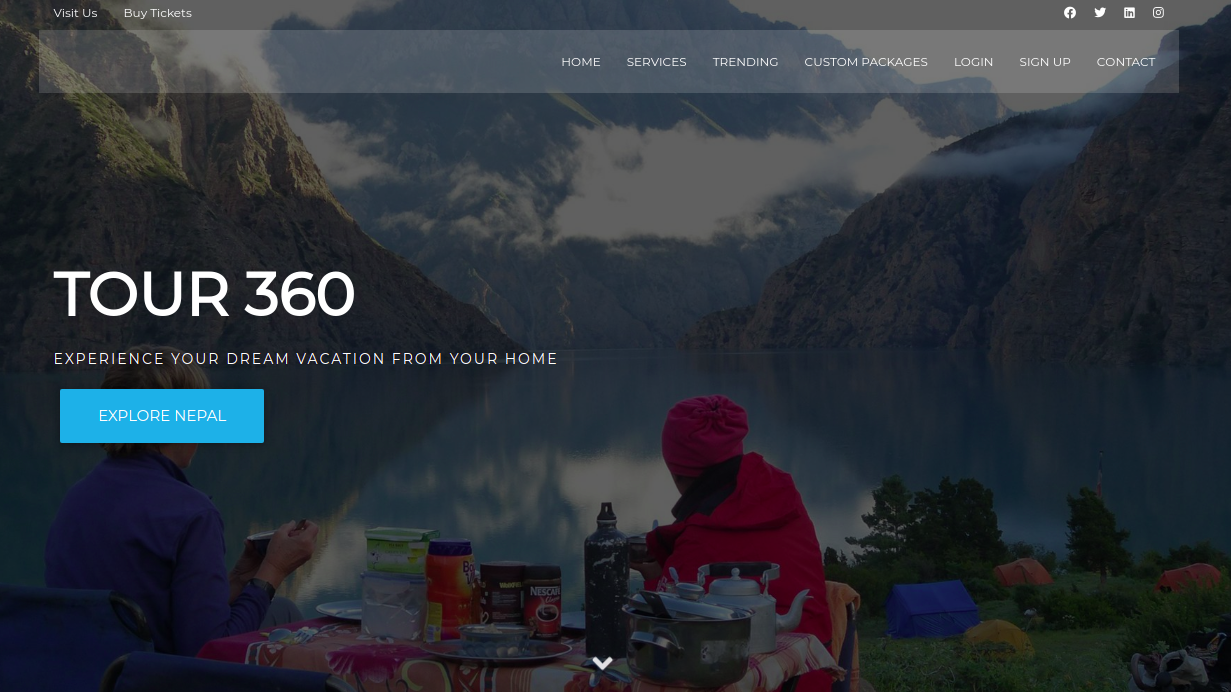 Visit Us Buy Tickets
HOME SERVICES TRENDING CUSTOM PACKAGES LOGIN SIGN UP CONTACT
TOUR 360
EXPERIENCE YOUR DREAM VACATION FROM YOUR HOME
EXPLORE NEPAL
NESCAFÉ